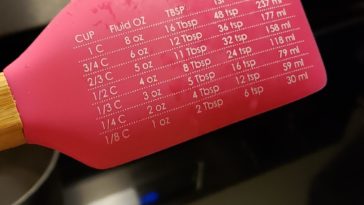 CUP Fluid OZ TBSP TSP
1 C 8 oz 16 Tbsp 48 tsp 237 ml
3/4 C 6 oz 12 Tbsp 36 tsp 177 ml
2/3 C 5 oz 11 Tbsp 32 tsp 158 ml
1/2 C 4 oz 8 Tbsp 24 tsp 118 ml
1/3 C 3 oz 5 Tbsp 16 tsp 79 ml
1/4 C 2 oz 4 Tbsp 12 tsp 59 ml
1/8 C 1 oz 2 Tbsp 6 tsp 30 ml